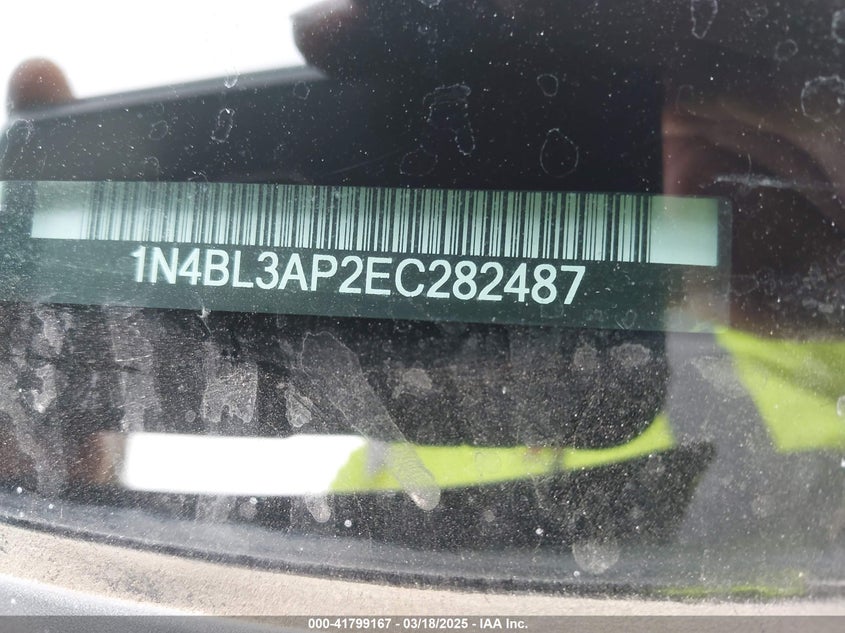 1N4BL3AP2EC282487
000-41799167 - 03/18/2025 - IAA Inc.